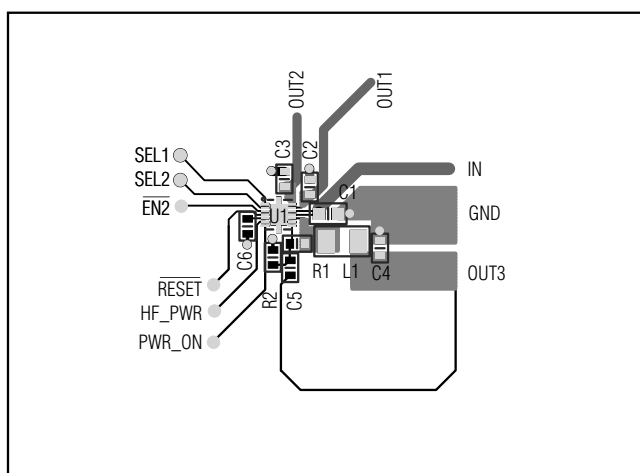 OUT2
OUT1
C3
C2
SEL1
SEL2
IN
C1
EN2
U1
GND
C6
R2
C5
R1
L1
C4
OUT3
RESET
HF_PWR
PWR_ON